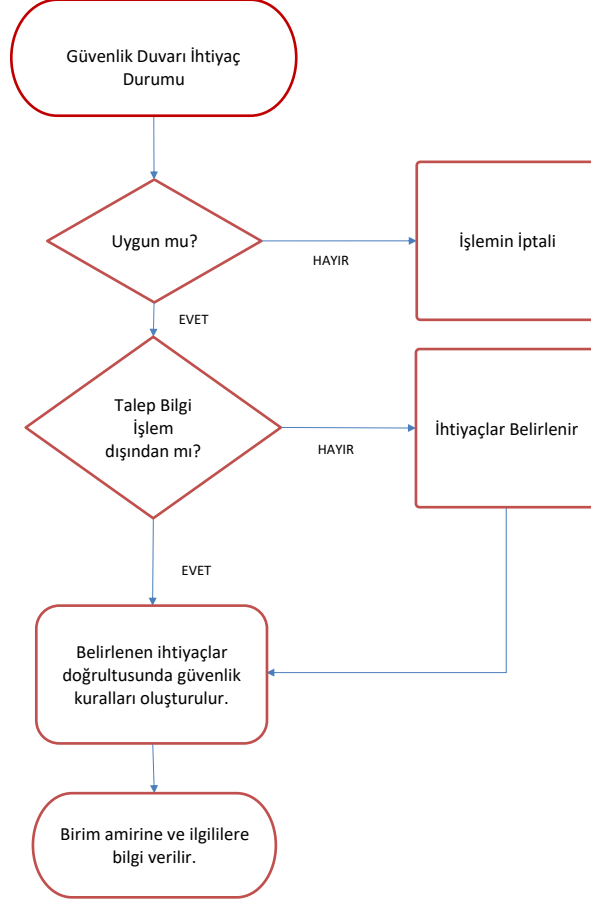 Güvenlik Duvarı İhtiyaç
Durumu
Uygun mu?
HAYIR
İşlemin İptali
EVET
Talep Bilgi
İşlem
dışından mı?
HAYIR
İhtiyaçlar Belirlenir
EVET
Belirlenen ihtiyaçlar
doğrultusunda güvenlik
kuralları oluşturulur.
Birim amirine ve ilgililere
bilgi verilir.